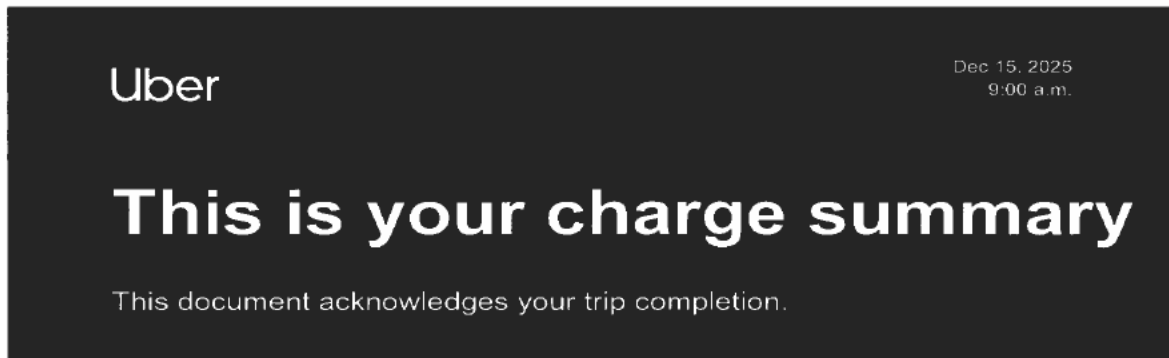 Uber
Dec 15, 2025
9:00 a.m.
This is your charge summary
This document acknowledges your trip completion.